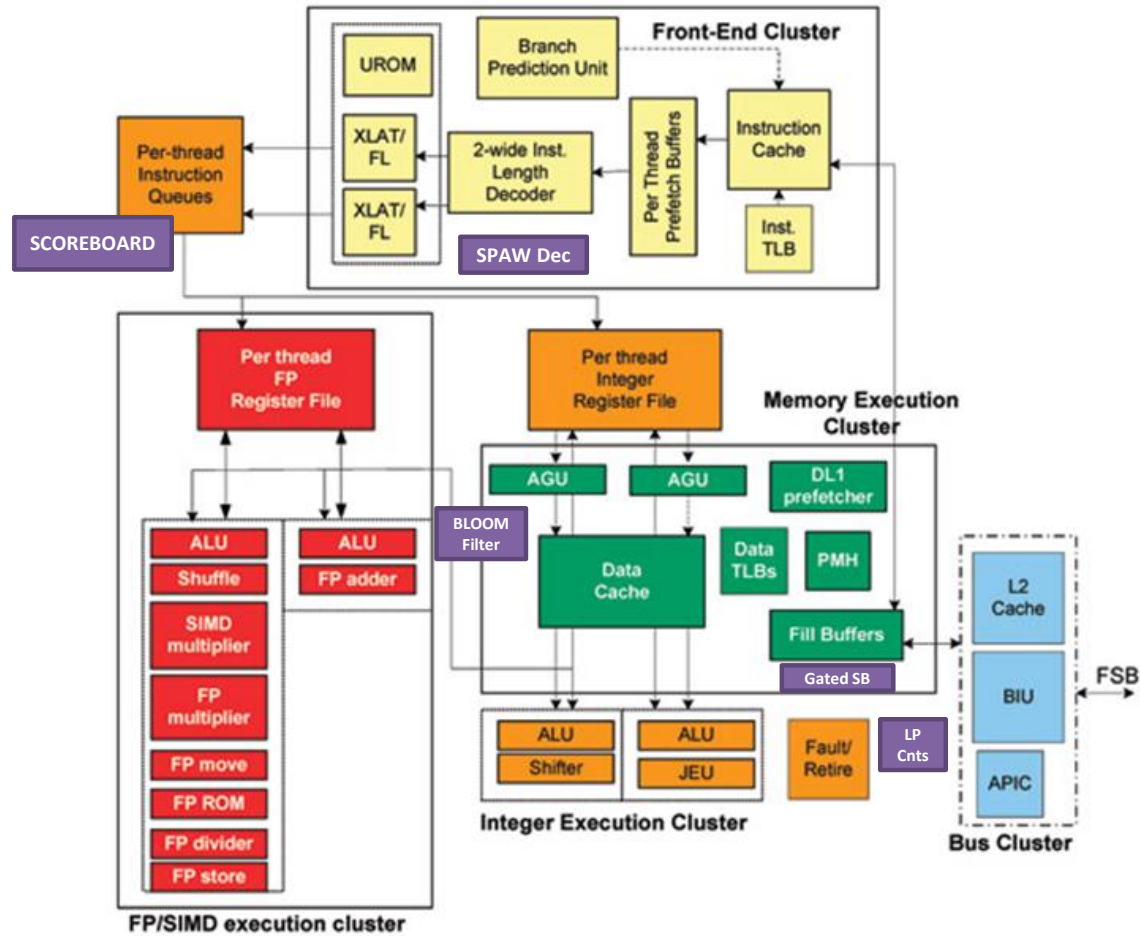 Front-End Cluster
UROM
Branch
Prediction Unit
XLAT/
FL
XLAT/
FL
2-wide Inst.
Length
Decoder
Per Thread
Prefetch Buffers
Instruction
Cache
Inst.
TLB
SPAW Dec
Per-thread
Instruction
Queues
SCOREBOARD
Per thread
FP
Register File
Per thread
Integer
Register File
Memory Execution
Cluster
AGU
AGU
DL1
prefetcher
BLOOM
Filter
Data
Cache
Data
TLBs
PMH
Fill Buffers
Gated SB
ALU
Shuffle
SIMD
multiplier
FP
multiplier
FP move
FP ROM
FP divider
FP store
ALU
FP adder
FP/SIMD execution cluster
ALU
Shifter
ALU
JEU
Integer Execution Cluster
Fault/
Retire
LP
Cnts
L2
Cache
BIU
APIC
Bus Cluster
FSB